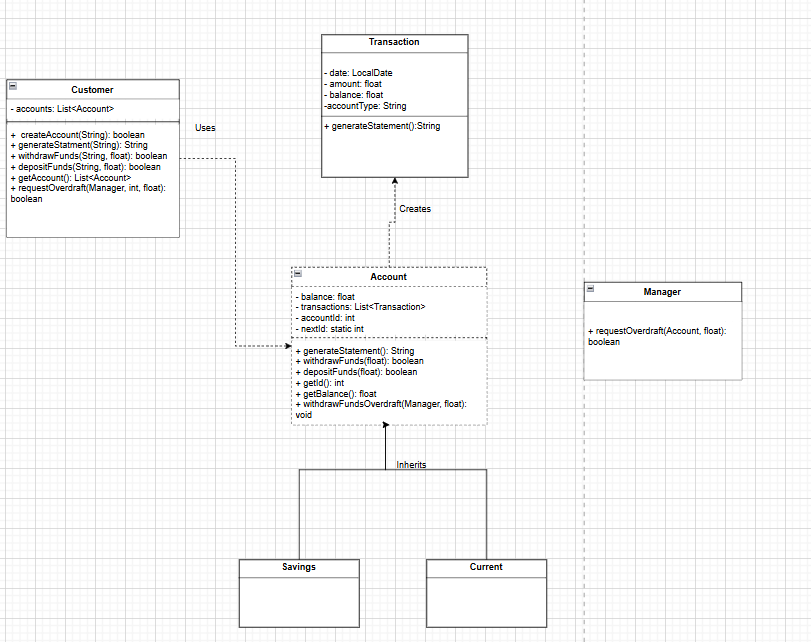 Transaction
- date: LocalDate
- amount: float
- balance: float
-accountType: String
+ generateStatement():String
Customer
- accounts: List<Account>
+ createAccount(String): boolean
+ generateStatment(String): String
+ withdrawFunds(String, float): boolean
+ depositFunds(String, float): boolean
+ getAccount(): List<Account>
+ requestOverdraft(Manager, int, float):
boolean
Uses
Creates
Account
- balance: float
- transactions: List<Transaction>
- accountId: int
- nextId: static int
+ generateStatement(): String
+ withdrawFunds(float): boolean
+ depositFunds(float): boolean
+ getId(): int
+ getBalance(): float
+ withdrawFundsOverdraft(Manager, float):
void
Manager
+ requestOverdraft(Account, float):
boolean
Inherits
Savings
Current